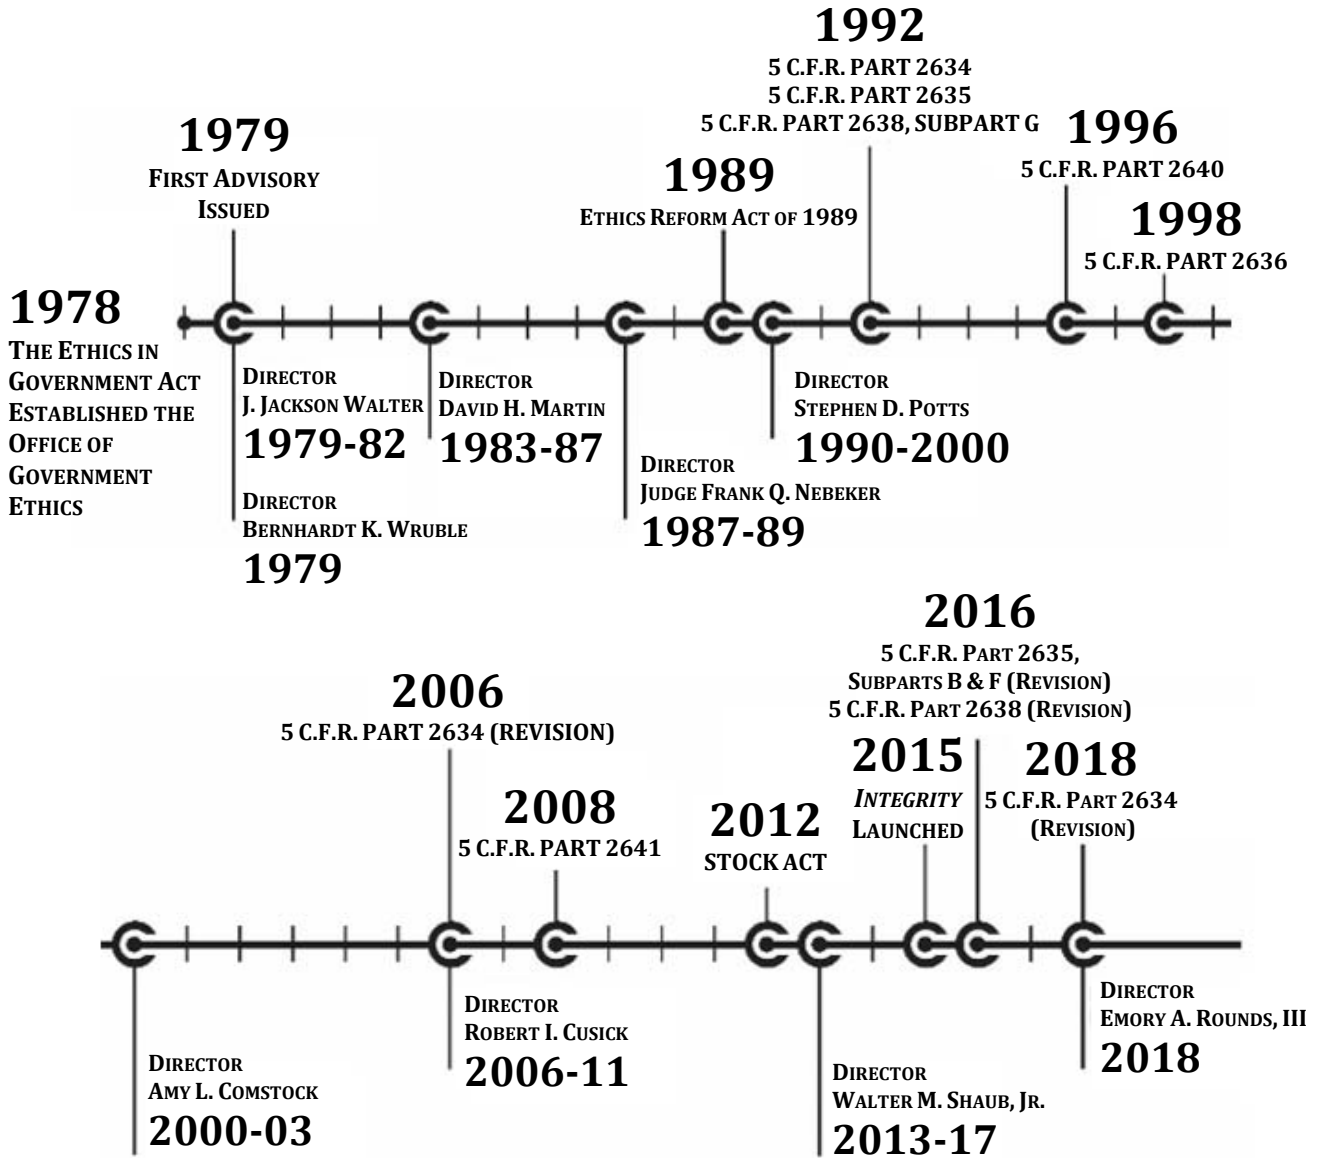 1992
5 C.F.R. PART 2634
5 C.F.R. PART 2635
5 C.F.R. PART 2638, SUBPART G
1979
FIRST ADVISORY
ISSUED
1989
ETHICS REFORM ACT OF 1989
1996
5 C.F.R. PART 2640
1998
5 C.F.R. PART 2636
1978
THE ETHICS IN
GOVERNMENT ACT
ESTABLISHED THE
OFFICE OF
GOVERNMENT
ETHICS
DIRECTOR
J. JACKSON WALTER
1979-82
DIRECTOR
BERNHARDT K. WRUBLE
1979
DIRECTOR
DAVID H. MARTIN
1983-87
DIRECTOR
JUDGE FRANK Q. NEBEKER
1987-89
DIRECTOR
STEPHEN D. POTTS
1990-2000
2006
5 C.F.R. PART 2634 (REVISION)
2008
5 C.F.R. PART 2641
2012
STOCK ACT
2015
INTEGRITY
LAUNCHED
2016
5 C.F.R. PART 2635,
SUBPARTS B & F (REVISION)
5 C.F.R. PART 2638 (REVISION)
2018
5 C.F.R. PART 2634
(REVISION)
DIRECTOR
AMY L. COMSTOCK
2000-03
DIRECTOR
ROBERT I. CUSICK
2006-11
DIRECTOR
WALTER M. SHAUB, JR.
2013-17
DIRECTOR
EMORY A. ROUNDS, III
2018